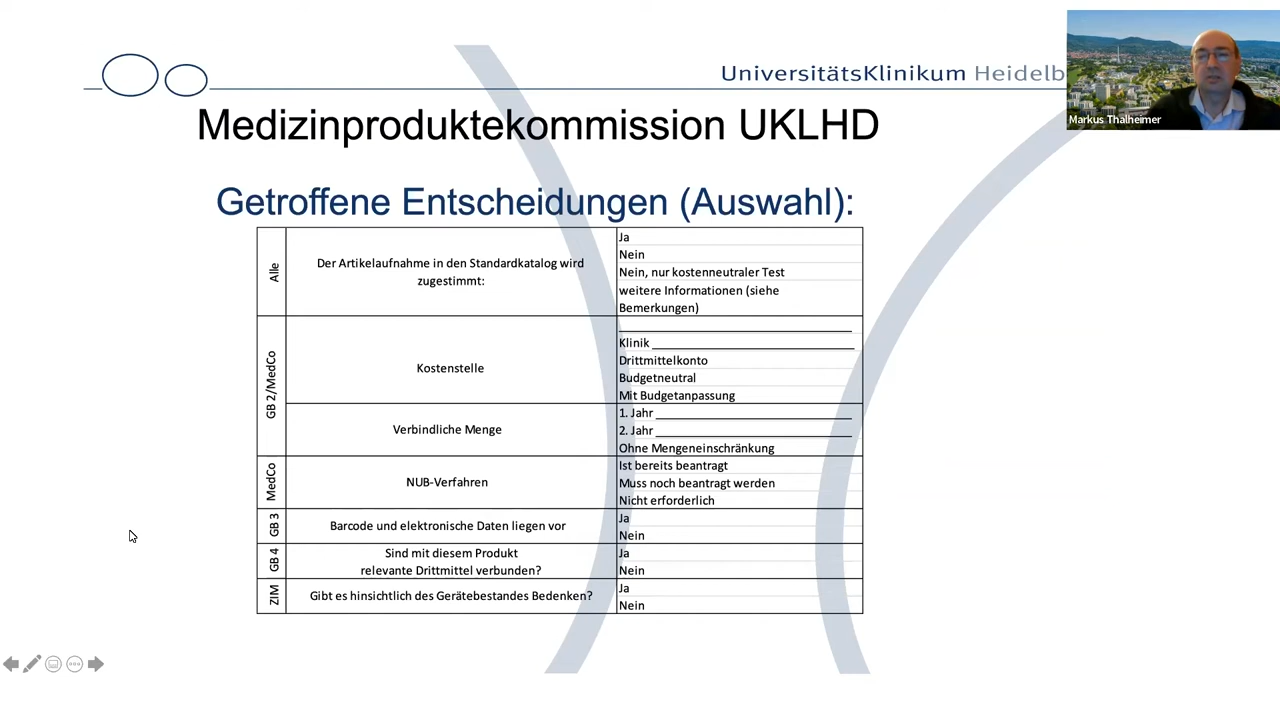 UniversitätsKlinikum Heidelb
Markus Thalheimer
Medizinproduktekommission UKLHD
Getroffene Entscheidungen (Auswahl):
Alle
Der Artikelaufnahme in den Standardkatalog wird
zugestimmt:
Ja
Nein
Nein, nur kostenneutraler Test
weitere Informationen (siehe
Bemerkungen)
GB 2/MedCo
Kostenstelle
Klinik
Drittmittelkonto
Budgetneutral
Mit Budgetanpassung
Verbindliche Menge
1. Jahr
2. Jahr
Ohne Mengeneinschränkung
MedCo
NUB-Verfahren
Ist bereits beantragt
Muss noch beantragt werden
Nicht erforderlich
GB 3
Barcode und elektronische Daten liegen vor
Ja
Nein
GB 4
Sind mit diesem Produkt
relevante Drittmittel verbunden?
Ja
Nein
ZIM
Gibt es hinsichtlich des Gerätebestandes Bedenken?
Ja
Nein